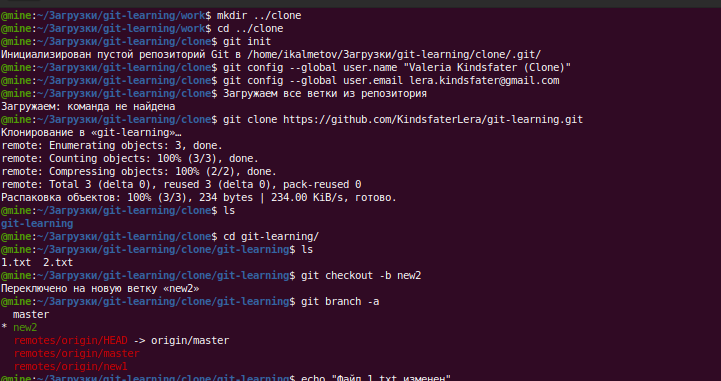 @mine:~/Загрузки/git-learning/work$ mkdir ../clone
@mine:~/Загрузки/git-learning/work$ cd ../clone
@mine:~/Загрузки/git-learning/clone$ git init
Инициализирован пустой репозиторий Git в /home/ikalmetov/Загрузки/git-learning/clone/.git/
@mine:~/Загрузки/git-learning/clone$ git config --global user.name "Valeria Kindsfater (Clone)"
@mine:~/Загрузки/git-learning/clone$ git config --global user.email lera.kindsfater@gmail.com
@mine:~/Загрузки/git-learning/clone$ Загружаем все ветки из репозитория
Загружаем: команда не найдена
@mine:~/Загрузки/git-learning/clone$ git clone https://github.com/KindsfaterLera/git-learning.git
Клонирование в «git-learning»…
remote: Enumerating objects: 3, done.
remote: Counting objects: 100% (3/3), done.
remote: Compressing objects: 100% (2/2), done.
remote: Total 3 (delta 0), reused 3 (delta 0), pack-reused 0
Распаковка объектов: 100% (3/3), 234 bytes | 234.00 KiB/s, готово.
@mine:~/Загрузки/git-learning/clone$ ls
git-learning
@mine:~/Загрузки/git-learning/clone$ cd git-learning/
@mine:~/Загрузки/git-learning/clone/git-learning$ ls
1.txt  2.txt
@mine:~/Загрузки/git-learning/clone/git-learning$ git checkout -b new2
Переключено на новую ветку «new2»
@mine:~/Загрузки/git-learning/clone/git-learning$ git branch -a
  master
* new2
  remotes/origin/HEAD -> origin/master
  remotes/origin/master
  remotes/origin/new1
@mine:~/Загрузки/git-learning/clone/git-learning$ echo "Файл 1.txt изменен"